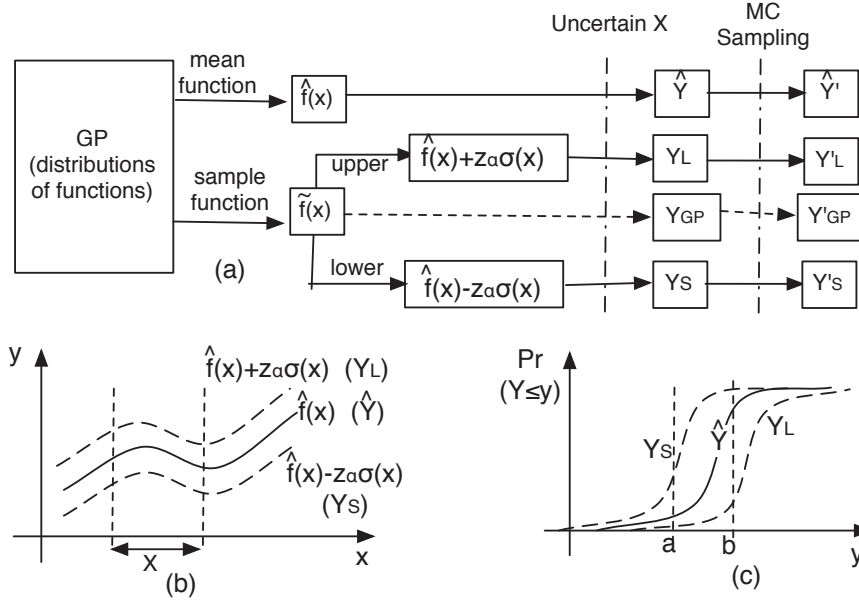 Uncertain X
MC
Sampling
mean
function
f̂(x)
Ŷ
Ŷ'
GP
(distributions
of functions)
upper
f̂(x)+zασ(x)
YL
Y'L
sample
function
f̃(x)
YGP
Y'GP
(a)
lower
f̂(x)-zασ(x)
YS
Y'S
y
f̂(x)+zασ(x) (YL)
f̂(x) (Ŷ)
f̂(x)-zασ(x)
(YS)
X
x
(b)
Pr
(Y≤y)
YS
Ŷ
YL
a
b
y
(c)